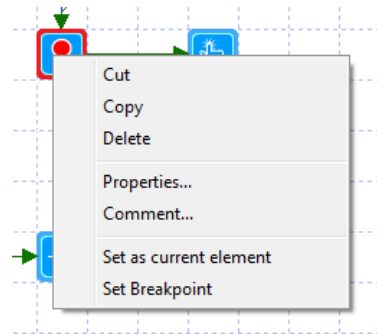 Cut
Copy
Delete
Properties...
Comment...
Set as current element
Set Breakpoint